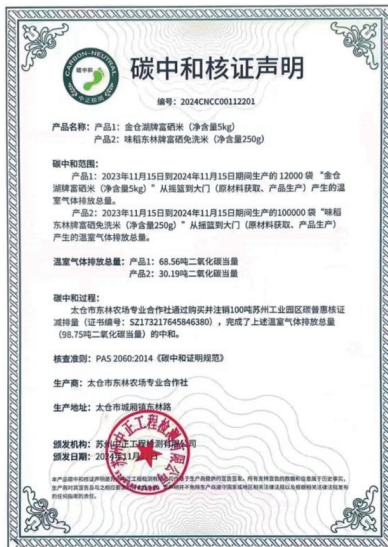 CARBON-NEUTRAL
碳中和
中正检测
碳中和核证声明
编号：2024CNCC00112201
产品名称：产品1：金仓湖牌富硒米（净含量5kg）
产品2：味稻东林牌富硒免洗米（净含量250g）
碳中和范围：
产品1：2023年11月15日到2024年11月15日期间生产的 12000 袋 “金仓
湖牌富硒米（净含量5kg）”从摇篮到大门（原材料获取、产品生产）产生的温
室气体排放总量。
产品2：2023年11月15日到2024年11月15日期间生产的100000 袋 “味稻
东林牌富硒免洗米（净含量250g）”从摇篮到大门（原材料获取、产品生产）
产生的温室气体排放总量。
温室气体排放总量：产品1：68.56吨二氧化碳当量
产品2：30.19吨二氧化碳当量
碳中和过程：
太仓市东林农场专业合作社通过购买并注销100吨苏州工业园区碳普惠核证
减排量（证书编号：SZ173217645846380），完成了上述温室气体排放总量
（98.75吨二氧化碳当量）的中和。
核查准则：PAS 2060:2014《碳中和证明规范》
生产商：太仓市东林农场专业合作社
生产地址：太仓市城厢镇东林路
颁发机构：苏州中正工程检测有限公司
颁发日期：2024年11月